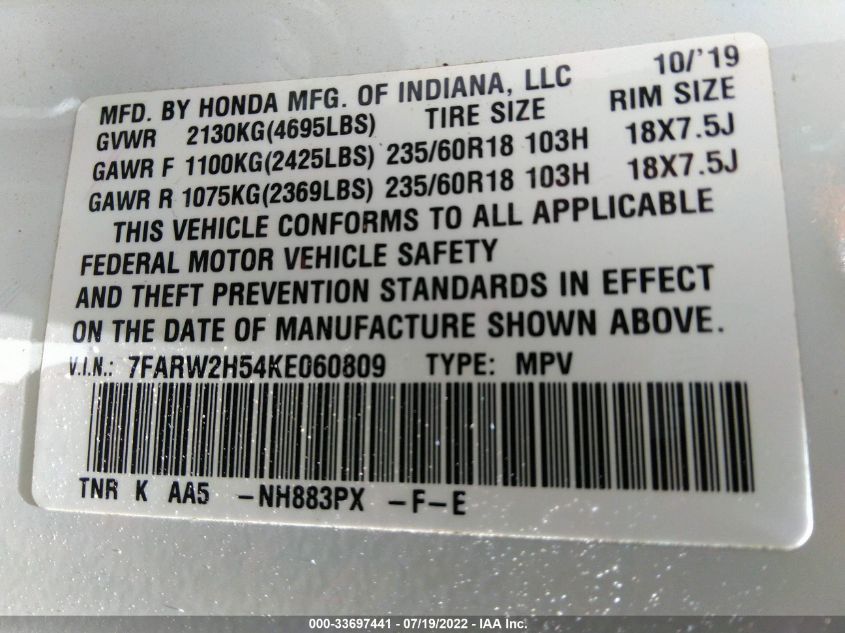 MFD. BY HONDA MFG. OF INDIANA, LLC 10/'19
GVWR 2130KG(4695LBS) TIRE SIZE RIM SIZE
GAWR F 1100KG(2425LBS) 235/60R18 103H 18X7.5J
GAWR R 1075KG(2369LBS) 235/60R18 103H 18X7.5J
THIS VEHICLE CONFORMS TO ALL APPLICABLE
FEDERAL MOTOR VEHICLE SAFETY
AND THEFT PREVENTION STANDARDS IN EFFECT
ON THE DATE OF MANUFACTURE SHOWN ABOVE.
V.I.N.: 7FARW2H54KE060809 TYPE: MPV
TNR K AA5 -NH883PX -F-E
000-33697441 - 07/19/2022 - IAA Inc.